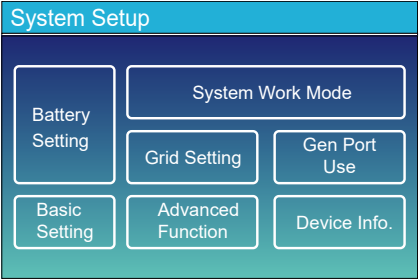 System Setup
Battery
Setting
System Work Mode
Grid Setting
Gen Port
Use
Basic
Setting
Advanced
Function
Device Info.